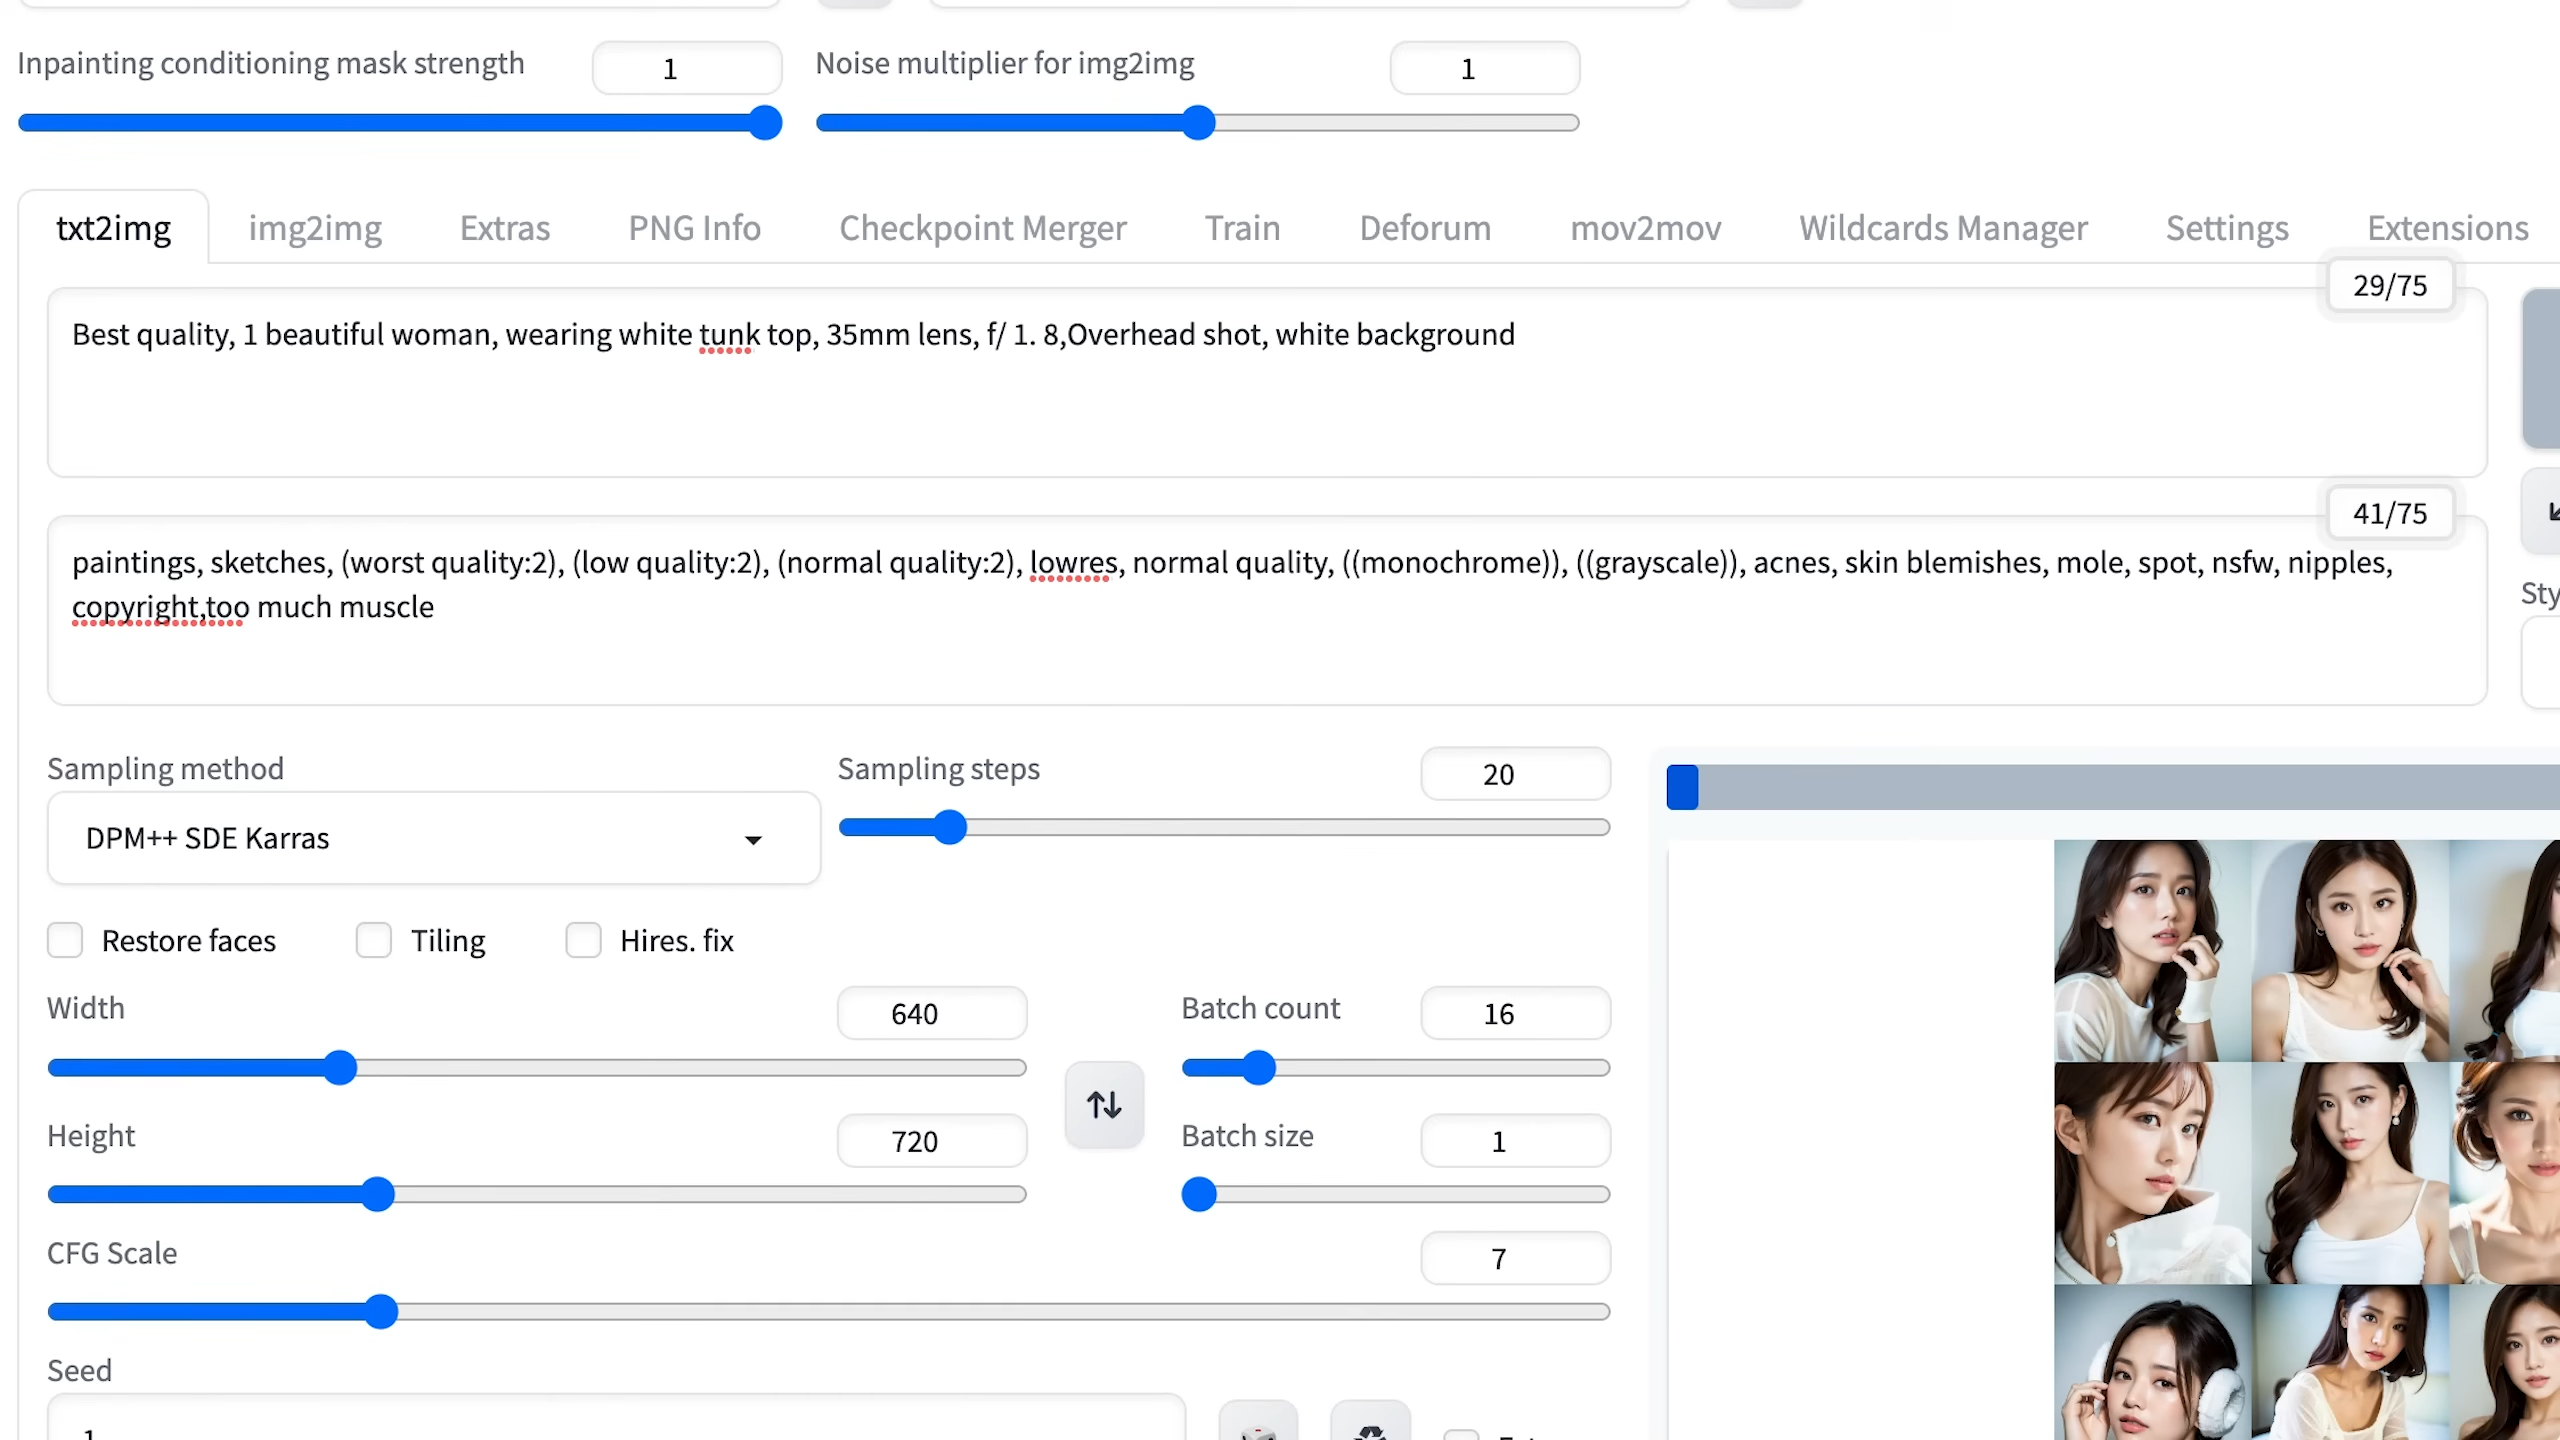 Inpainting conditioning mask strength 1 Noise multiplier for img2img 1
txt2img img2img Extras PNG Info Checkpoint Merger Train Deforum mov2mov Wildcards Manager Settings Extensions
29/75
Best quality, 1 beautiful woman, wearing white tunk top, 35mm lens, f/ 1. 8,Overhead shot, white background
41/75
paintings, sketches, (worst quality:2), (low quality:2), (normal quality:2), lowres, normal quality, ((monochrome)), ((grayscale)), acnes, skin blemishes, mole, spot, nsfw, nipples,
copyright,too much muscle
Sty
Sampling method Sampling steps 20
DPM++ SDE Karras
Restore faces Tiling Hires. fix
Width 640 Batch count 16
Height 720 Batch size 1
CFG Scale 7
Seed